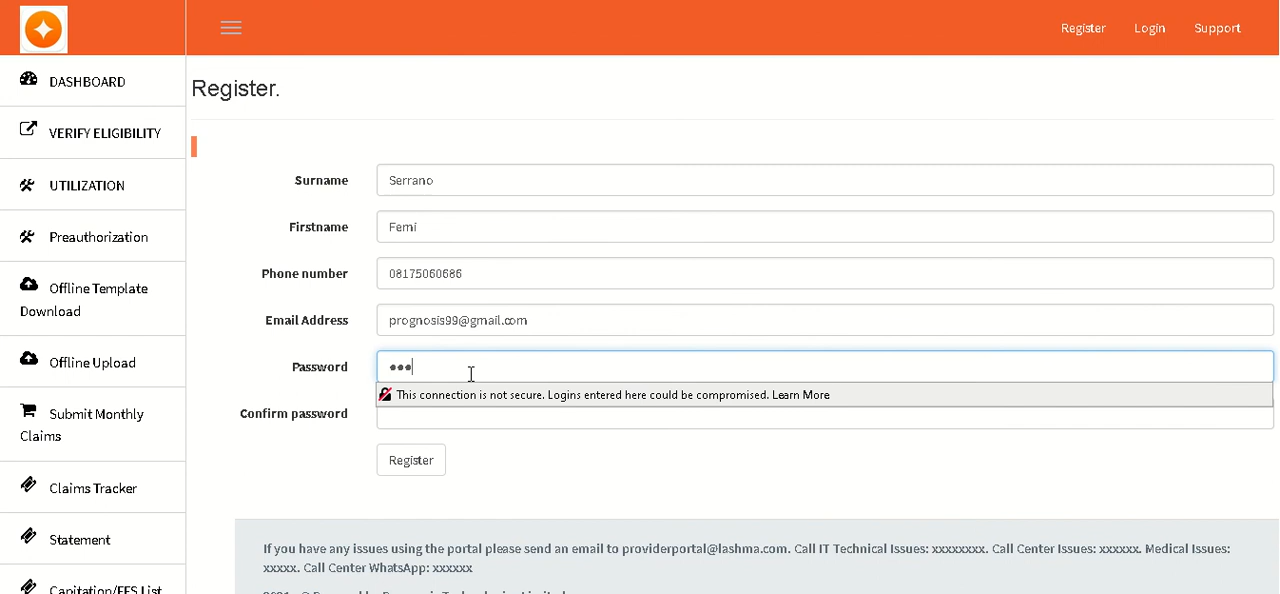 Register Login Support
DASHBOARD
VERIFY ELIGIBILITY
UTILIZATION
Preauthorization
Offline Template
Download
Offline Upload
Submit Monthly
Claims
Claims Tracker
Statement
Capitation/FFS List
Register.
Surname Serrano
Firstname Femi
Phone number 08175060686
Email Address prognosis99@gmail.com
Password •••
This connection is not secure. Logins entered here could be compromised. Learn More
Confirm password
Register
If you have any issues using the portal please send an email to providerportal@lashma.com. Call IT Technical Issues: xxxxxxxx. Call Center Issues: xxxxxx. Medical Issues:
xxxxx. Call Center WhatsApp: xxxxxx